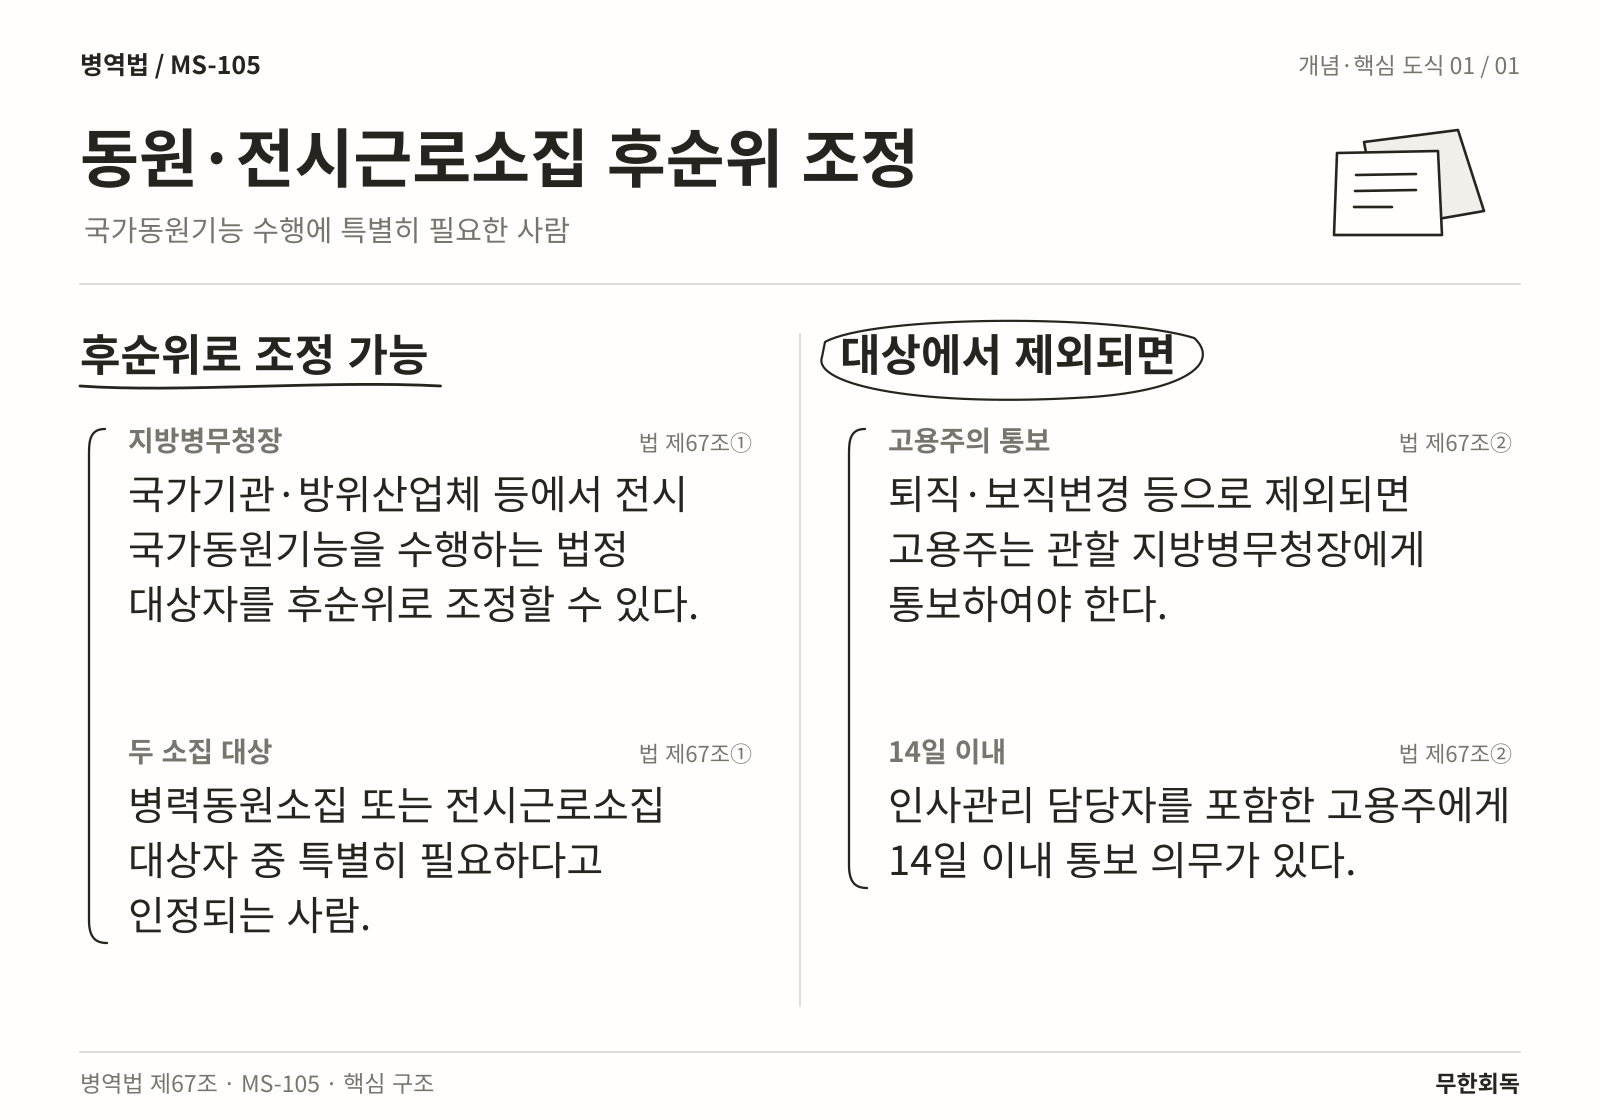 병역법 / MS-105
개념·핵심 도식 01 / 01
동원·전시근로소집 후순위 조정
국가동원기능 수행에 특별히 필요한 사람
후순위로 조정 가능
지방병무청장
법 제67조①
국가기관·방위산업체 등에서 전시
국가동원기능을 수행하는 법정
대상자를 후순위로 조정할 수 있다.
두 소집 대상
법 제67조①
병력동원소집 또는 전시근로소집
대상자 중 특별히 필요하다고
인정되는 사람.
대상에서 제외되면
고용주의 통보
법 제67조②
퇴직·보직변경 등으로 제외되면
고용주는 관할 지방병무청장에게
통보하여야 한다.
14일 이내
법 제67조②
인사관리 담당자를 포함한 고용주에게
14일 이내 통보 의무가 있다.
병역법 제67조 · MS-105 · 핵심 구조
무한회독